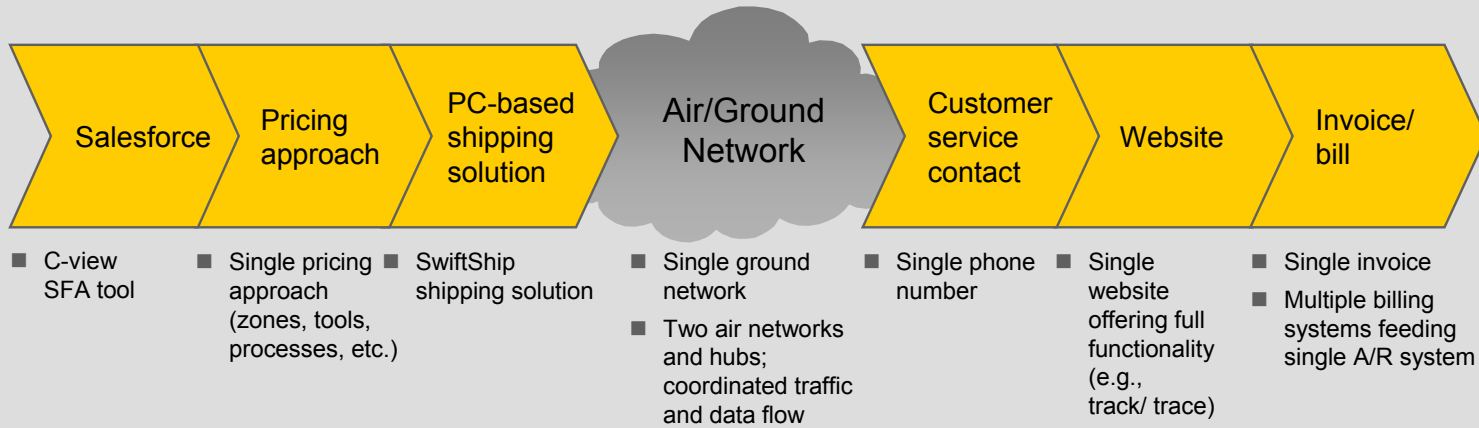 Salesforce
Pricing
approach
PC-based
shipping
solution
Air/Ground
Network
Customer
service
contact
Website
Invoice/
bill
■ C-view
SFA tool
■ Single pricing
approach
(zones, tools,
processes, etc.)
■ SwiftShip
shipping solution
■ Single ground
network
■ Two air networks
and hubs;
coordinated traffic
and data flow
■ Single phone
number
■ Single
website
offering full
functionality
(e.g.,
track/ trace)
■ Single invoice
■ Multiple billing
systems feeding
single A/R system